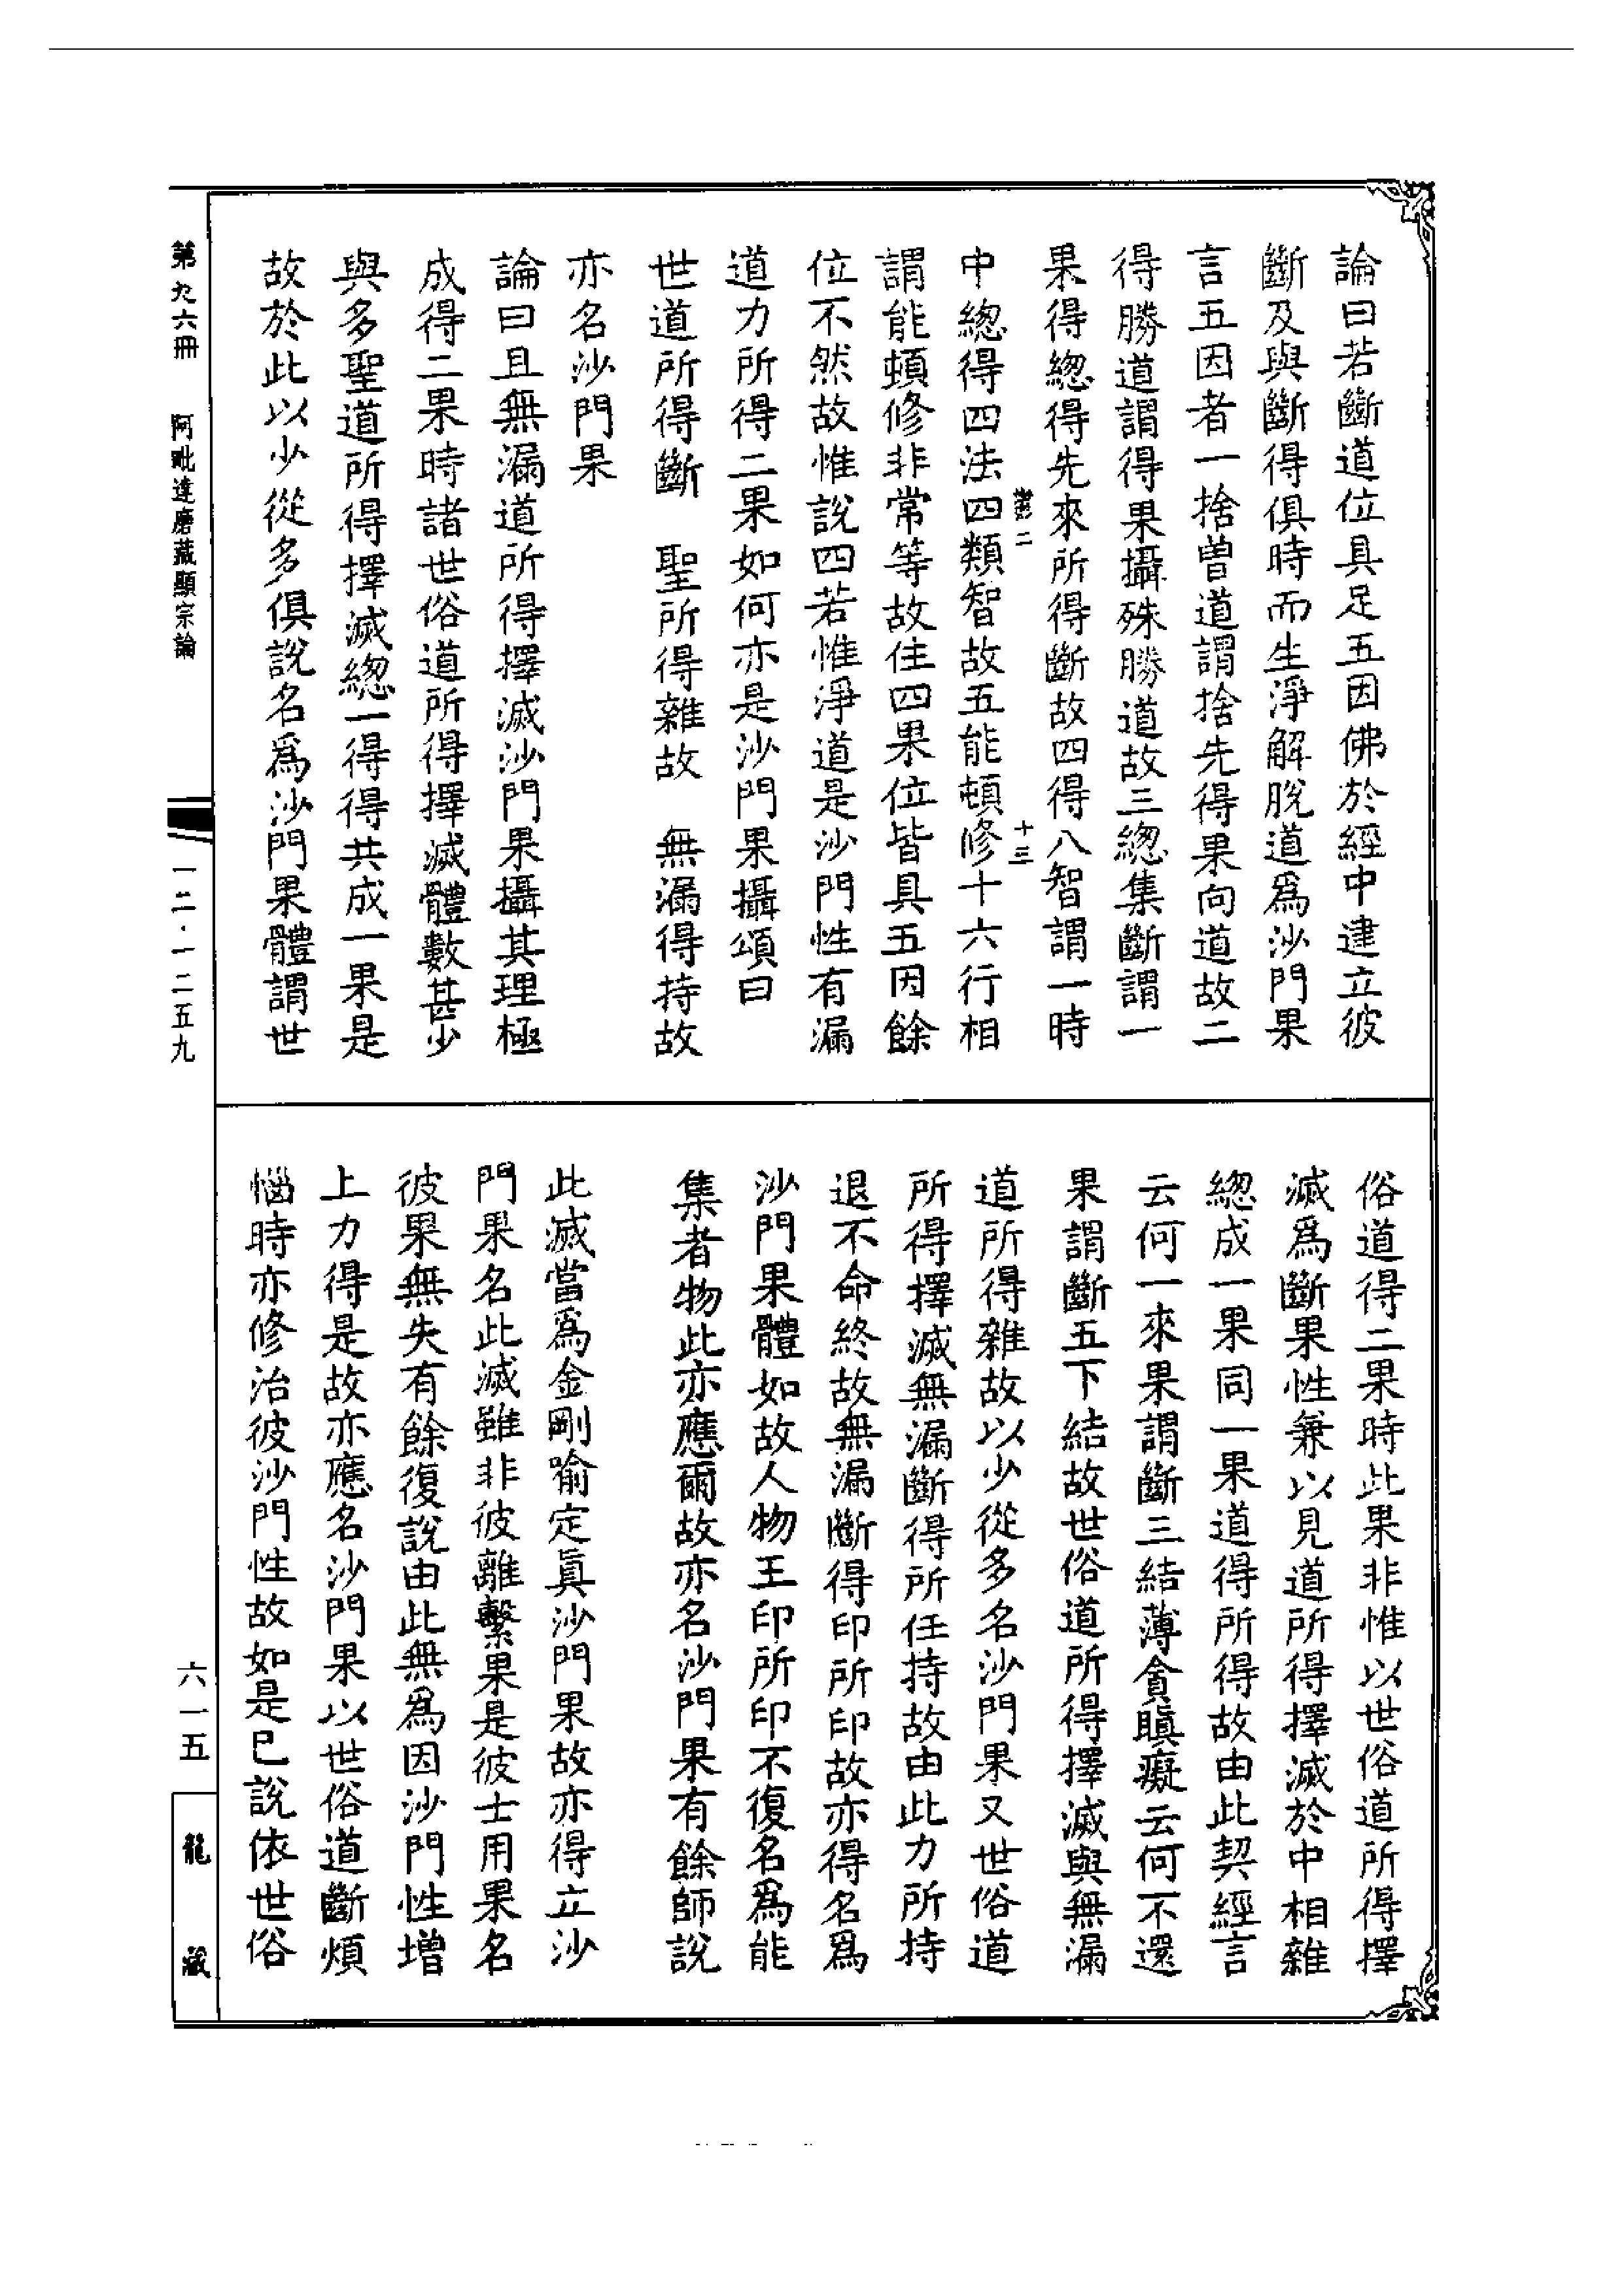 論曰若斷道位具足五因佛於經中建立彼
斷及與斷得俱時而生淨解脫道爲沙門果
言五因者一捨曾道謂捨先得果向道故二
得勝道謂得果攝殊勝道故三總集斷謂一
果得總得先來所得斷故四得八智謂一時
十三
中總得四法四類智故五能頓修十六行相
謂能頓修非常等故住四果位皆具五因餘
位不然故惟說四若惟淨道是沙門性有漏
道力所得二果如何亦是沙門果攝頌曰
世道所得斷　聖所得雜故　無漏得持故
亦名沙門果
論曰且無漏道所得擇滅沙門果攝其理極
成得二果時諸世俗道所得擇滅體數甚少
與多聖道所得擇滅總一得得共成一果是
故於此以少從多俱說名爲沙門果體謂世
俗道得二果時此果非惟以世俗道所得擇
滅爲斷果性兼以見道所得擇滅於中相雜
總成一果同一果道得所得故由此契經言
云何一來果謂斷三結薄貪瞋癡云何不還
果謂斷五下結故世俗道所得擇滅與無漏
道所得雜故以少從多名沙門果又世俗道
所得擇滅無漏斷得所任持故由此力所持
退不命終故無漏斷得印所印故亦得名爲
沙門果體如故人物王印所印不復名爲能
集者物此亦應爾故亦名沙門果有餘師說
此滅當爲金剛喻定眞沙門果故亦得立沙
門果名此滅雖非彼離繫果是彼士用果名
彼果無失有餘復說由此無爲因沙門性增
上力得是故亦應名沙門果以世俗道斷煩
惱時亦修治彼沙門性故如是已說依世俗
第九六冊　阿毗達磨藏顯宗論
一二·一二五九
六一五
龍藏